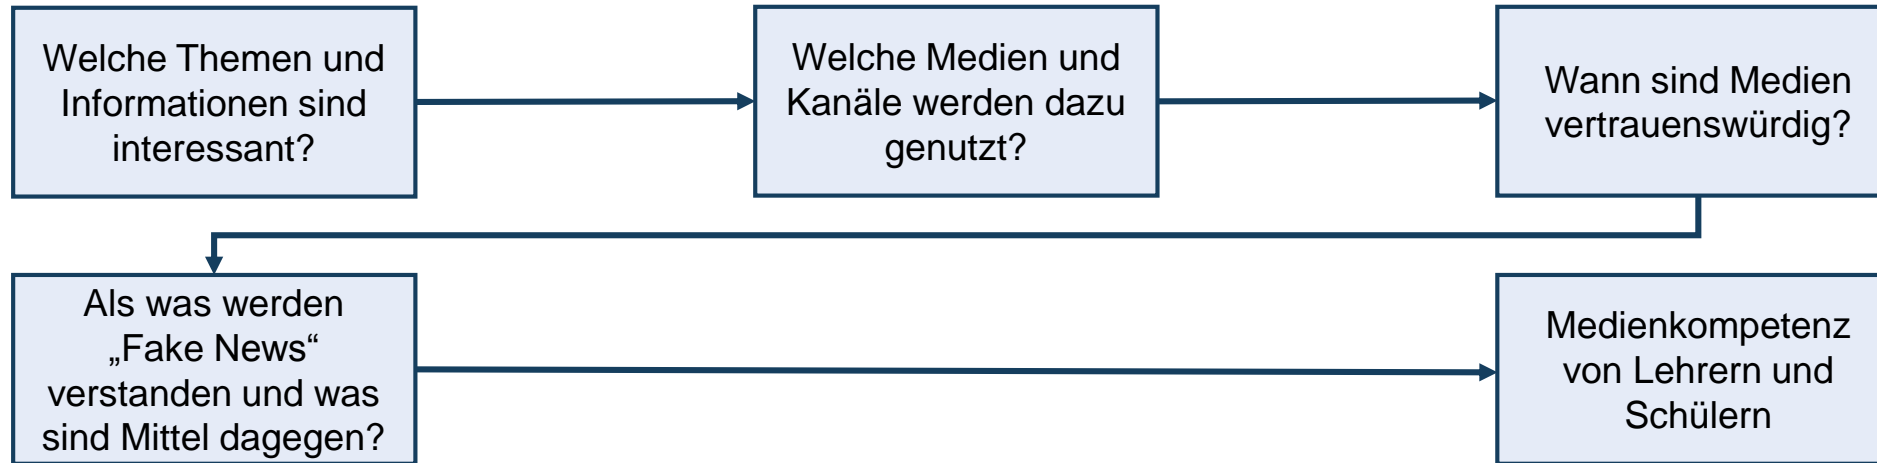 Welche Themen und
Informationen sind
interessant?
Welche Medien und
Kanäle werden dazu
genutzt?
Wann sind Medien
vertrauenswürdig?
Als was werden
„Fake News“
verstanden und was
sind Mittel dagegen?
Medienkompetenz
von Lehrern und
Schülern